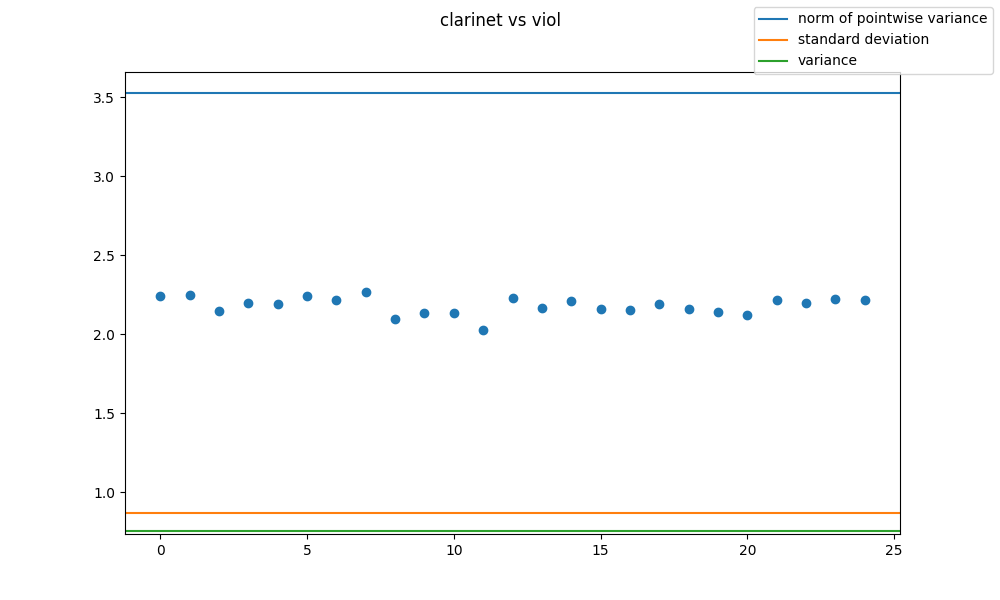 clarinet vs viol
norm of pointwise variance
standard deviation
variance
3.5
3.0
2.5
2.0
1.5
1.0
0 5 10 15 20 25